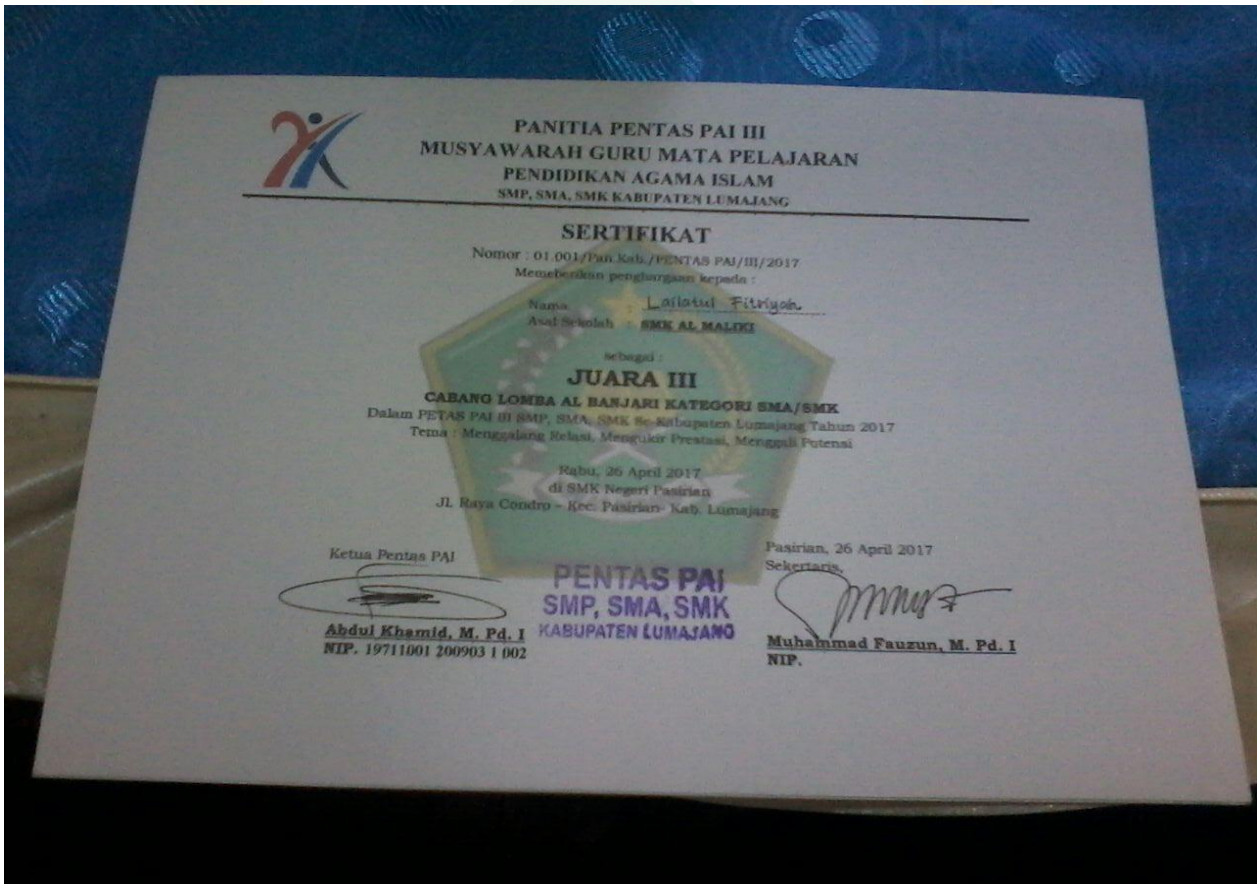 PANITIA PENTAS PAI III
MUSYAWARAH GURU MATA PELAJARAN
PENDIDIKAN AGAMA ISLAM
SMP, SMA, SMK KABUPATEN LUMAJANG
SERTIFIKAT
Nomor : 01.001/Pan.Kab./PENTAS PAI/III/2017
Memeberikan penghargaan kepada :
Nama : Lailatul Fitriyah
Asal Sekolah : SMK AL MALIKI
sebagai :
JUARA III
CABANG LOMBA AL BANJARI KATEGORI SMA/SMK
Dalam PETAS PAI III SMP, SMA, SMK Se-Kabupaten Lumajang Tahun 2017
Tema : Menggalang Relasi, Mengukir Prestasi, Menggali Potensi
Rabu, 26 April 2017
di SMK Negeri Pasirian
JL Raya Condro - Kec. Pasirian- Kab. Lumajang
Pasirian, 26 April 2017
Ketua Pentas PAI
Sekertaris,
PENTAS PAI
SMP, SMA, SMK
KABUPATEN LUMAJANG
Abdul Khamid, M. Pd. I
NIP. 19711001 200903 1 002
Muhammad Fauzun, M. Pd. I
NIP.